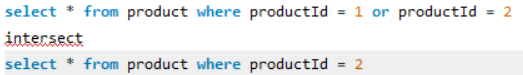 select * from product where productId = 1 or productId = 2
intersect
select * from product where productId = 2